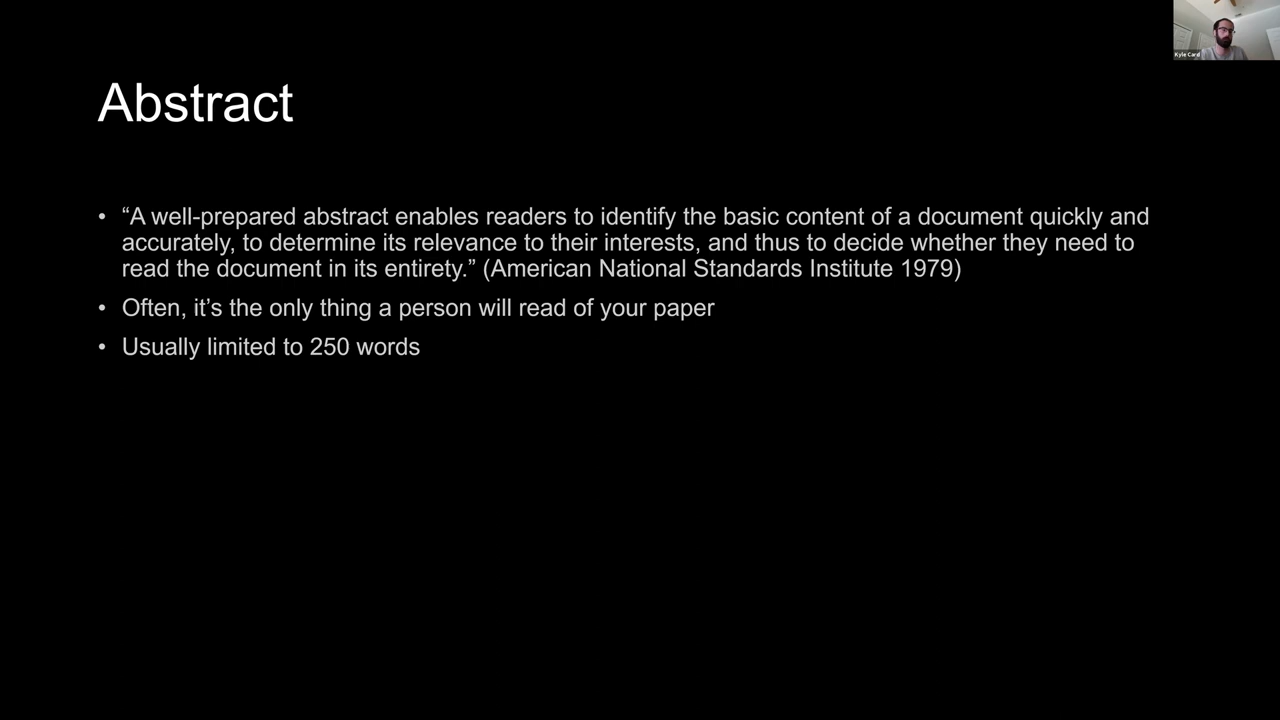 Kyle Card
Abstract
• “A well-prepared abstract enables readers to identify the basic content of a document quickly and
accurately, to determine its relevance to their interests, and thus to decide whether they need to
read the document in its entirety.” (American National Standards Institute 1979)
• Often, it’s the only thing a person will read of your paper
• Usually limited to 250 words